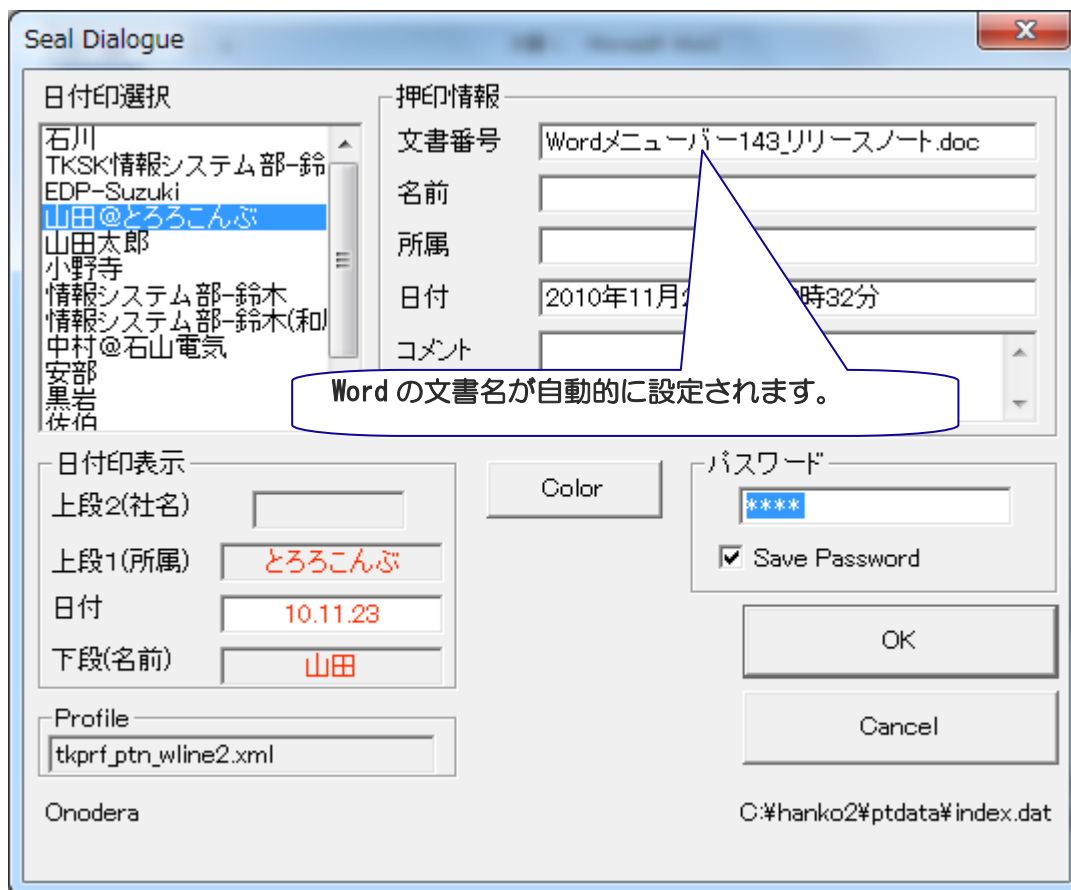 Seal Dialogue
日付印選択
石川
TKSK情報システム部-鈴
EDP-Suzuki
山田@とろろこんぶ
山田太郎
小野寺
情報システム部-鈴木
情報システム部-鈴木(和
中村@石山電気
安部
黒岩
佐伯
押印情報
文書番号 Wordメニューバー143_リリースノート.doc
名前
所属
日付 2010年11月 時32分
コメント
Word の文書名が自動的に設定されます。
日付印表示
上段2(社名)
上段1(所属) とろろこんぶ
日付 10.11.23
下段(名前) 山田
Color
パスワード
****
Save Password
OK
Cancel
Profile
tkprf_ptn_wline2.xml
Onodera
C:¥hanko2¥ptdata¥index.dat